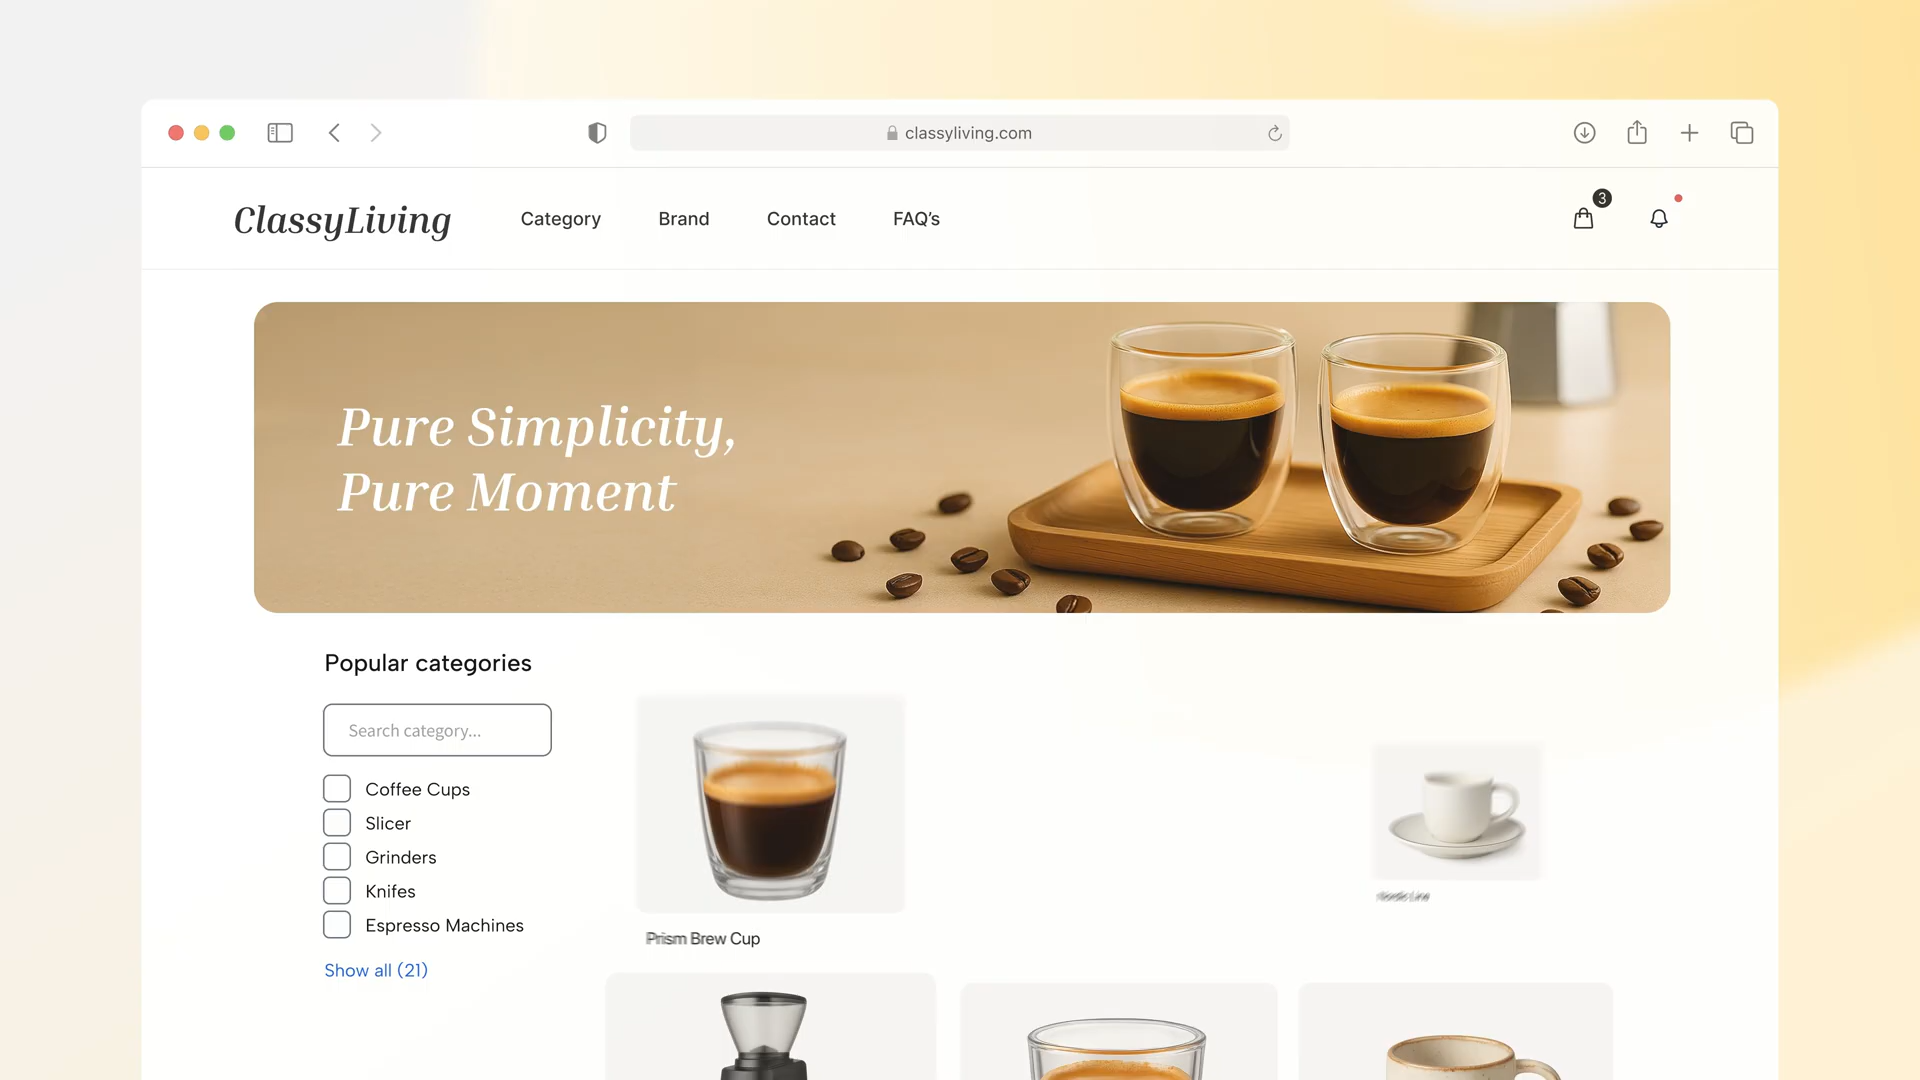 classyliving.com
ClassyLiving
Category
Brand
Contact
FAQ’s
3
Pure Simplicity,
Pure Moment
Popular categories
Search category...
Coffee Cups
Slicer
Grinders
Knifes
Espresso Machines
Show all (21)
Prism Brew Cup